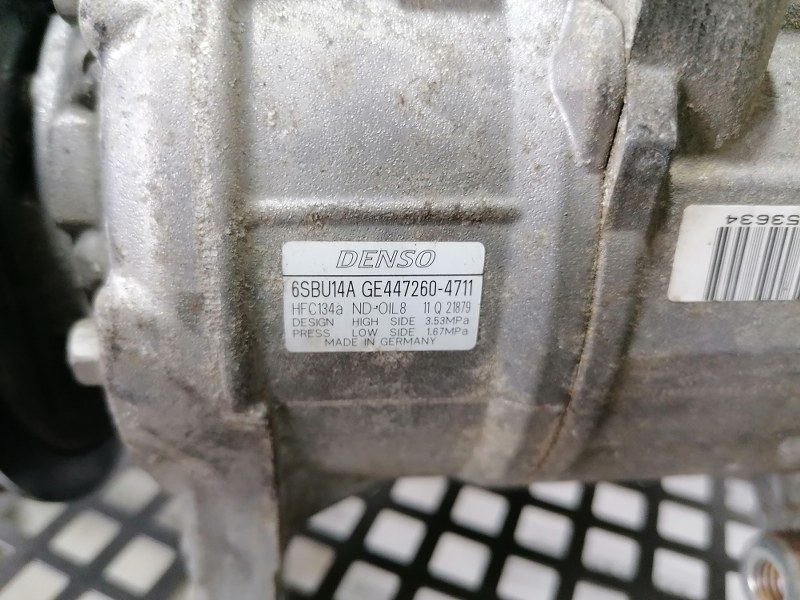 DENSO
6SBU14A GE447260-4711
HFC134a ND-OIL8 11 Q 21879
DESIGN HIGH SIDE 3.53MPa
PRESS LOW SIDE 1.67MPa
MADE IN GERMANY
53634